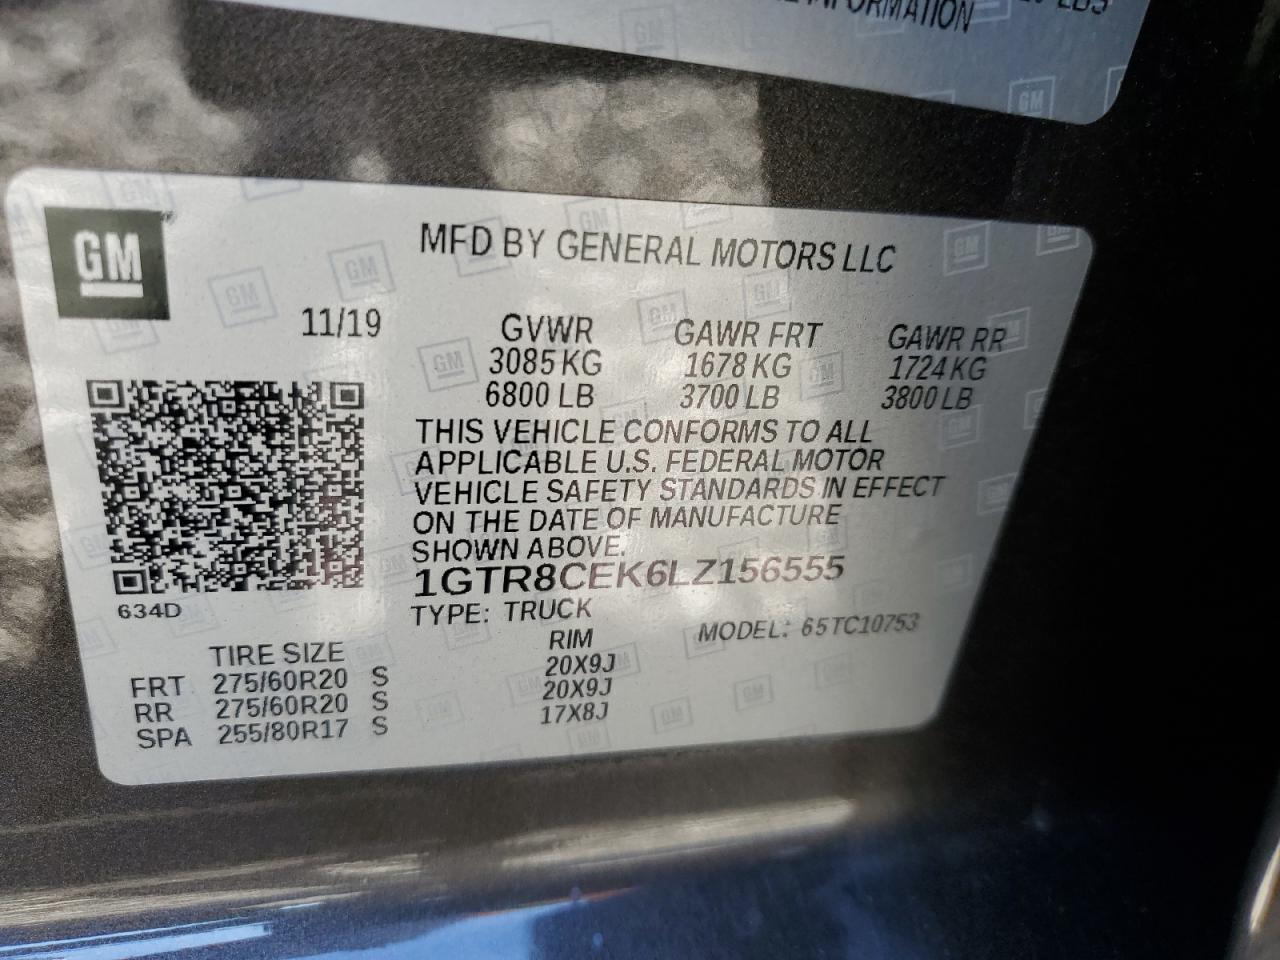 INFORMATION
LBS
GM
MFD BY GENERAL MOTORS LLC
11/19
GVWR GAWR FRT GAWR RR
3085 KG 1678 KG 1724 KG
6800 LB 3700 LB 3800 LB
THIS VEHICLE CONFORMS TO ALL
APPLICABLE U.S. FEDERAL MOTOR
VEHICLE SAFETY STANDARDS IN EFFECT
ON THE DATE OF MANUFACTURE
SHOWN ABOVE.
1GTR8CEK6LZ156555
634D
TYPE: TRUCK
MODEL: 65TC10753
TIRE SIZE RIM
FRT 275/60R20 S 20X9J
RR 275/60R20 S 20X9J
SPA 255/80R17 S 17X8J